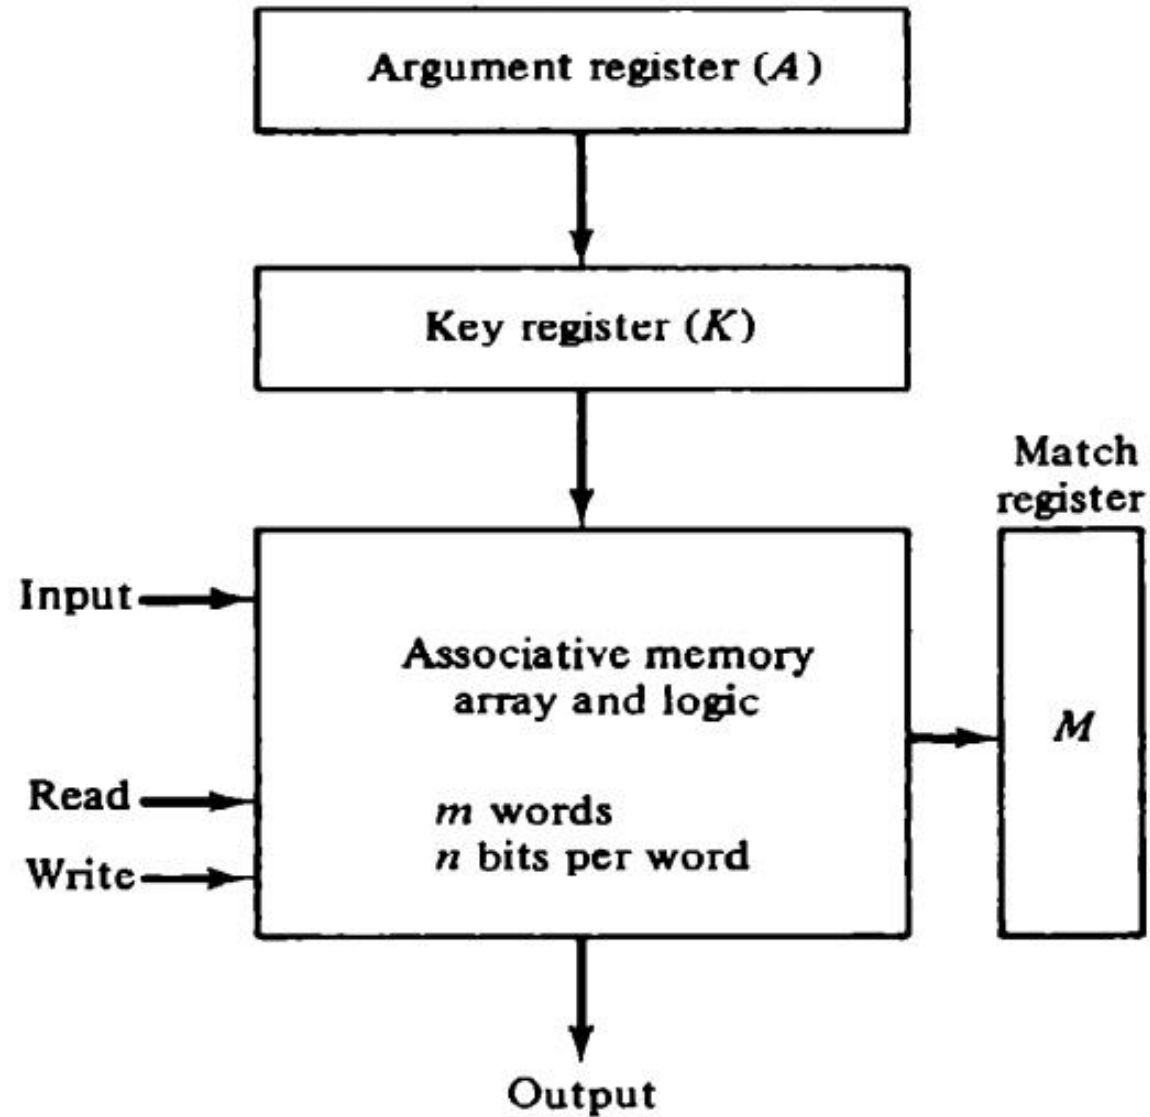 Argument register (A)
Key register (K)
Match
register
Input
Associative memory
array and logic
M
Read
m words
n bits per word
Write
Output